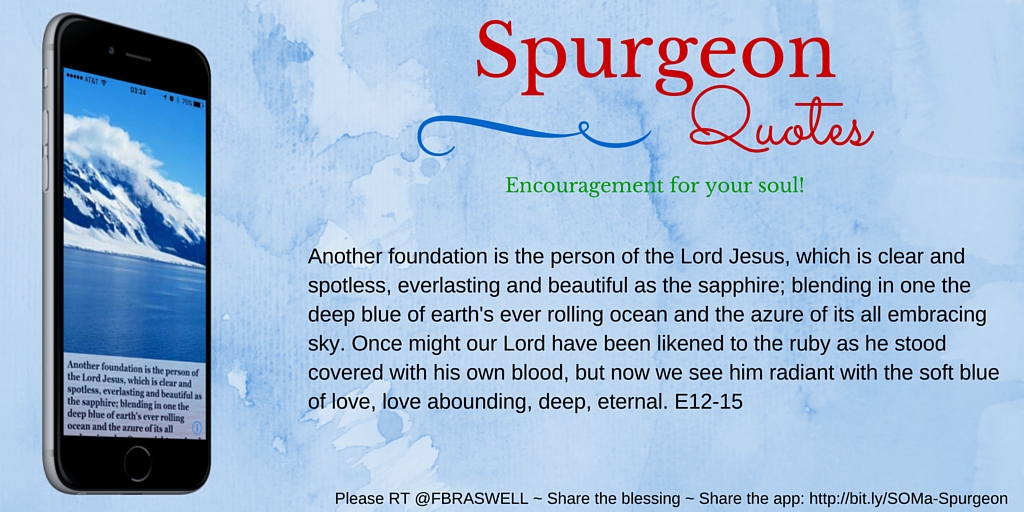 AT&T
03:24
75%
Another foundation is the person of
the Lord Jesus, which is clear and
spotless, everlasting and beautiful as
the sapphire; blending in one the
deep blue of earth's ever rolling
ocean and the azure of its all
Spurgeon
Quotes
Encouragement for your soul!
Another foundation is the person of the Lord Jesus, which is clear and
spotless, everlasting and beautiful as the sapphire; blending in one the
deep blue of earth's ever rolling ocean and the azure of its all embracing
sky. Once might our Lord have been likened to the ruby as he stood
covered with his own blood, but now we see him radiant with the soft blue
of love, love abounding, deep, eternal. E12-15
Please RT @FBRASWELL ~ Share the blessing ~ Share the app: http://bit.ly/SOMa-Spurgeon